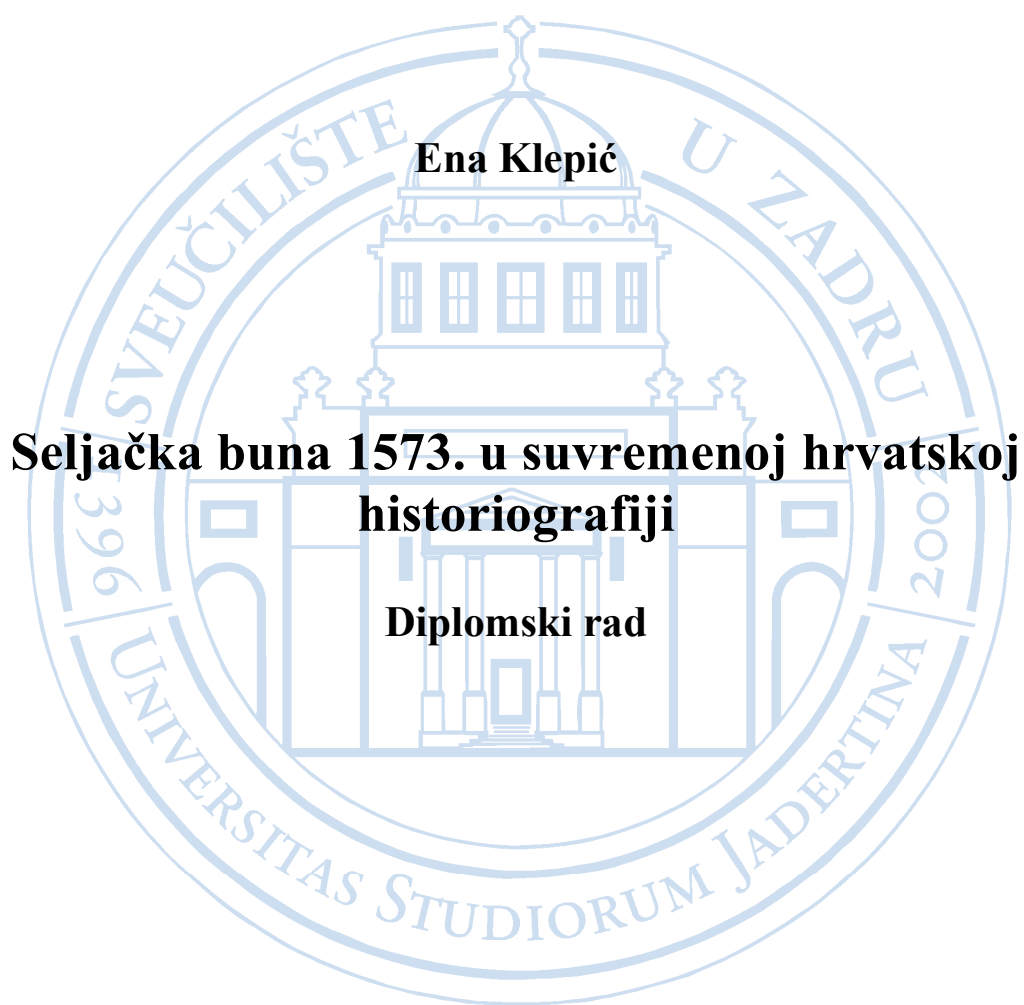 Ena Klepić
Seljačka buna 1573. u suvremenoj hrvatskoj
historiografiji
Diplomski rad
SVEUČILIŠTE U ZADRU
1396
2002
UNIVERSITAS STUDIORUM JADERTINA